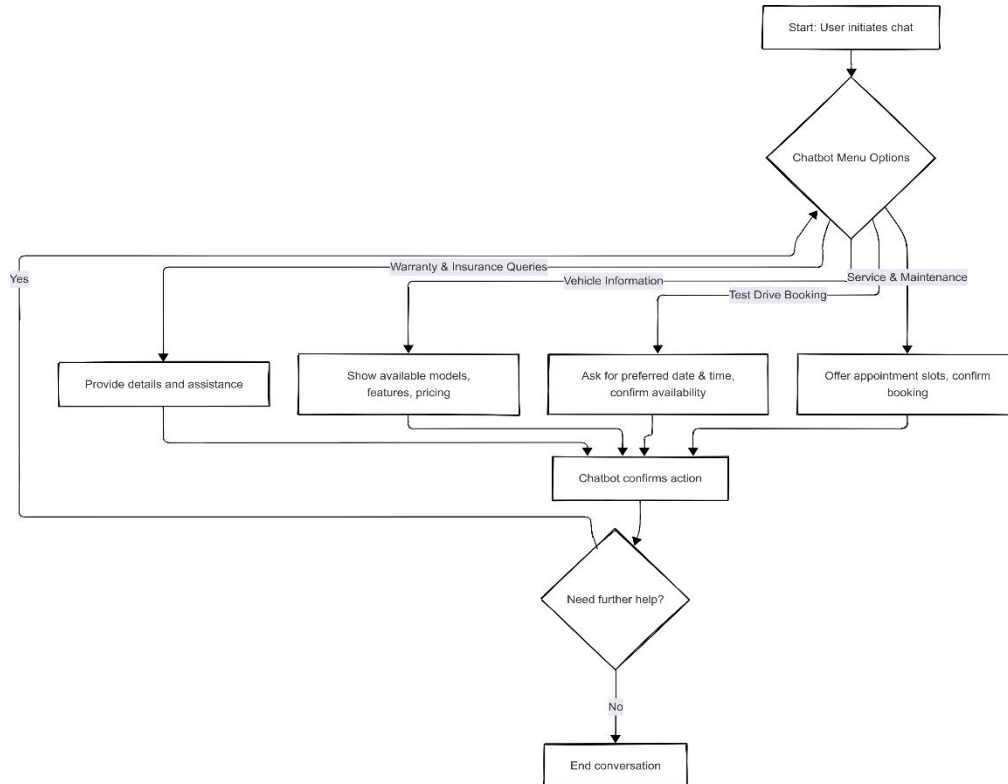 Start: User initiates chat
Chatbot Menu Options
Yes
Warranty & Insurance Queries
Vehicle Information
Test Drive Booking
Service & Maintenance
Provide details and assistance
Show available models,
features, pricing
Ask for preferred date & time,
confirm availability
Offer appointment slots, confirm
booking
Chatbot confirms action
Need further help?
No
End conversation